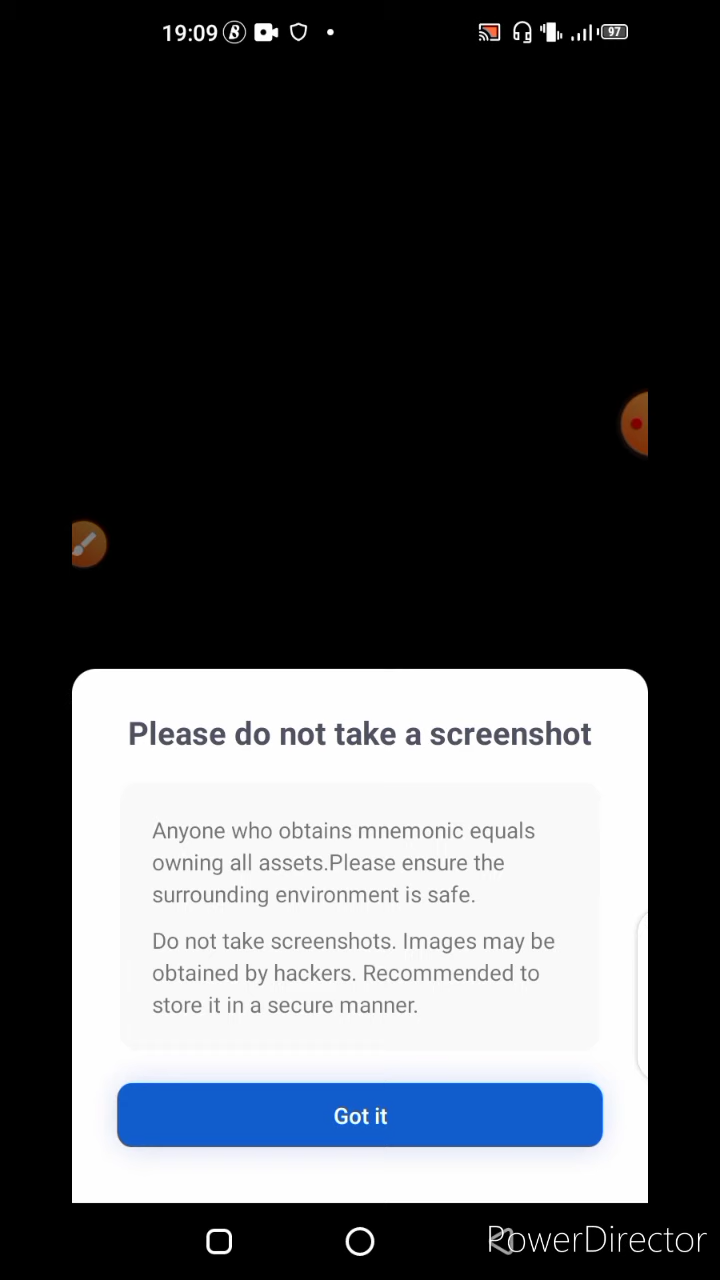 19:09
97
Please do not take a screenshot
Anyone who obtains mnemonic equals
owning all assets.Please ensure the
surrounding environment is safe.
Do not take screenshots. Images may be
obtained by hackers. Recommended to
store it in a secure manner.
Got it
PowerDirector